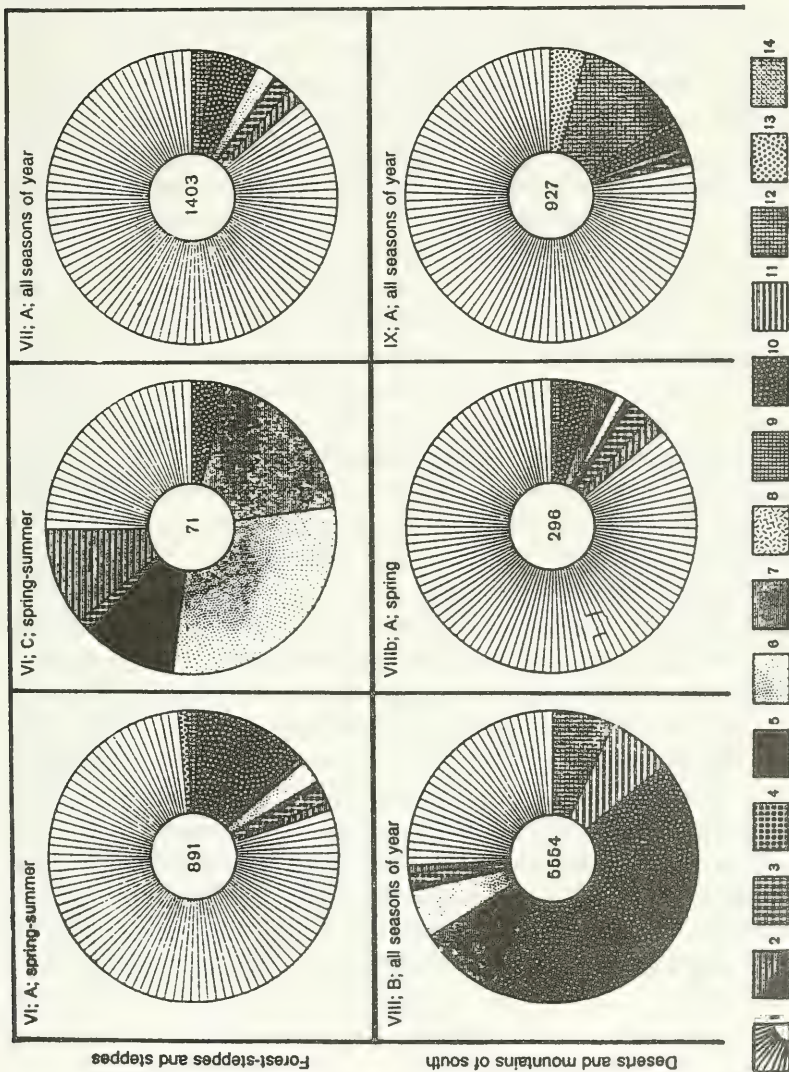 Forest-steppes and steppes
VI; A; spring-summer
891
VI; C; spring-summer
71
VII; A; all seasons of year
1403
Deserts and mountains of south
VIII; B; all seasons of year
5554
VIIIb; A; spring
296
IX; A; all seasons of year
927
1 2 3 4 5 6 7 8 9 10 11 12 13 14